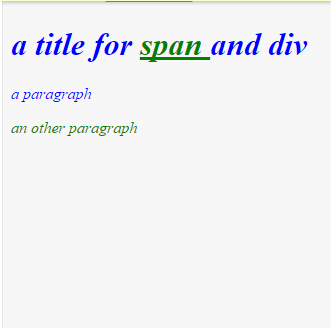 a title for span and div
a paragraph
an other paragraph